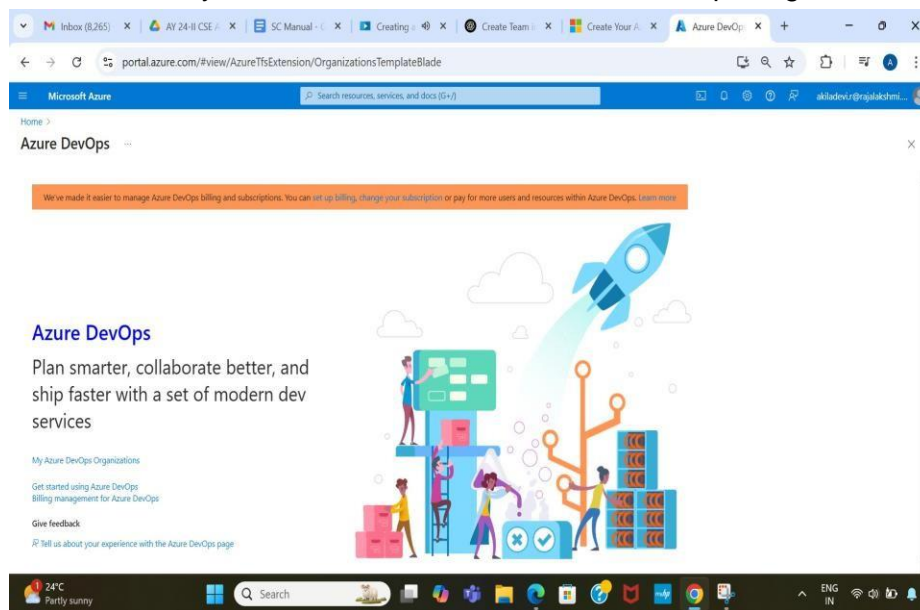 Inbox (8,265)
AY 24-II CSE
SC Manual -
Creating
Create Team
Create Your A
Azure DevOp
portal.azure.com/#view/AzureTfsExtension/OrganizationsTemplateBlade
A
Microsoft Azure
Search resources, services, and docs (G+/)
akiladevi.r@rajalakshmi...
Home >
Azure DevOps ...
We've made it easier to manage Azure DevOps billing and subscriptions. You can set up billing, change your subscription or pay for more users and resources within Azure DevOps. Learn more
Azure DevOps
Plan smarter, collaborate better, and
ship faster with a set of modern dev
services
My Azure DevOps Organizations
Get started using Azure DevOps
Billing management for Azure DevOps
Give feedback
Tell us about your experience with the Azure DevOps page
1
24°C
Partly sunny
Search
ENG
IN